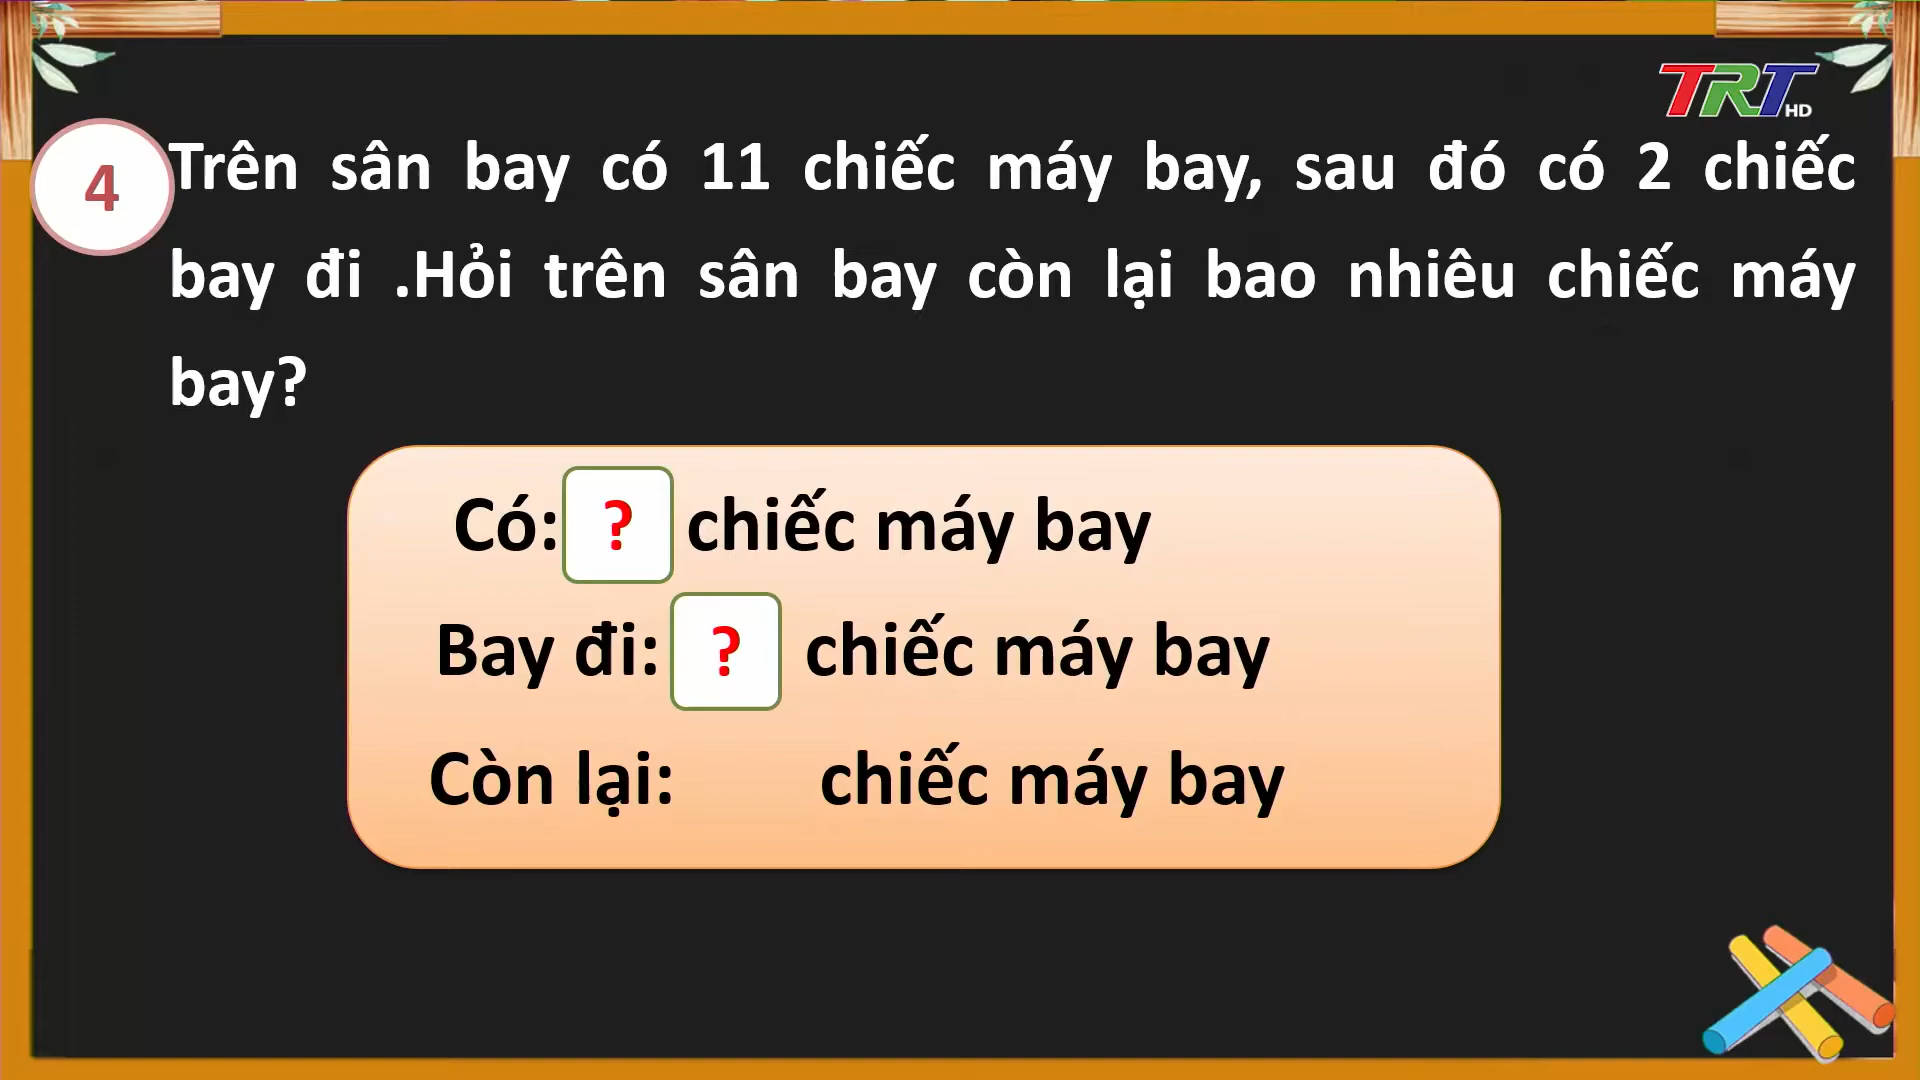 TRT HD
4
Trên sân bay có 11 chiếc máy bay, sau đó có 2 chiếc
bay đi .Hỏi trên sân bay còn lại bao nhiêu chiếc máy
bay?
Có: ? chiếc máy bay
Bay đi: ? chiếc máy bay
Còn lại: chiếc máy bay